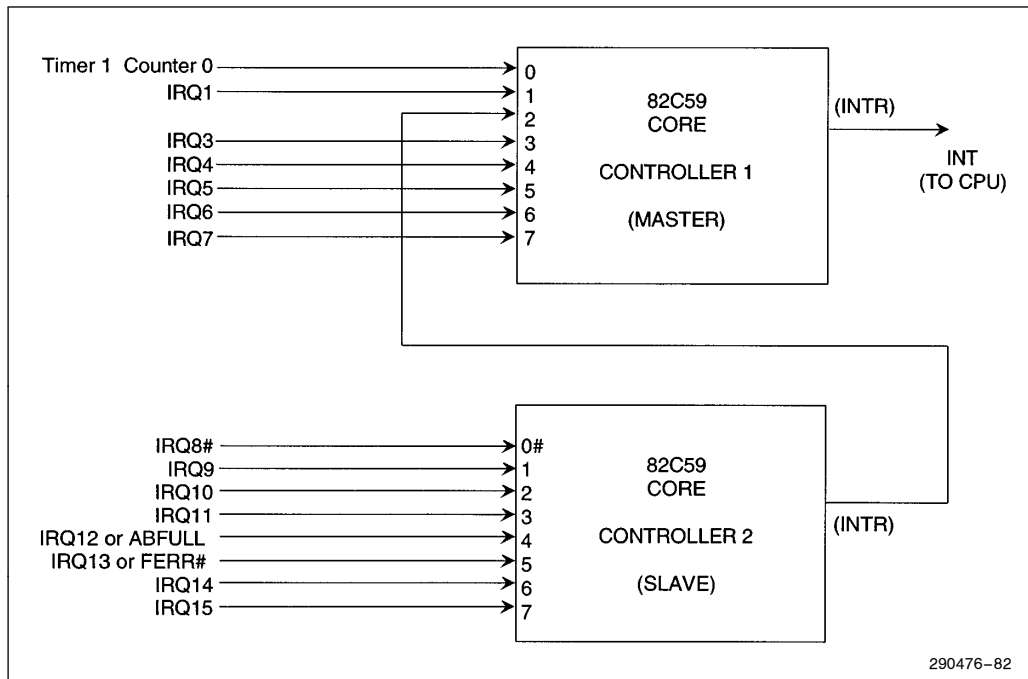 Timer 1 Counter 0
IRQ1
IRQ3
IRQ4
IRQ5
IRQ6
IRQ7
0
1
2
3
4
5
6
7
82C59
CORE
CONTROLLER 1
(MASTER)
(INTR)
INT
(TO CPU)
IRQ8#
IRQ9
IRQ10
IRQ11
IRQ12 or ABFULL
IRQ13 or FERR#
IRQ14
IRQ15
0#
1
2
3
4
5
6
7
82C59
CORE
CONTROLLER 2
(SLAVE)
(INTR)
290476–82